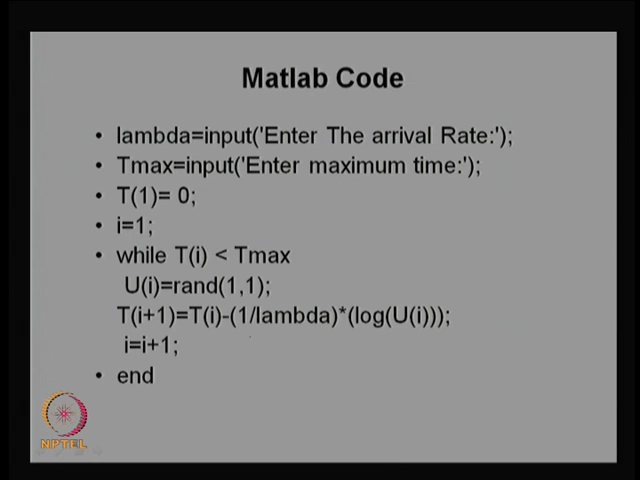 Matlab Code
• lambda=input('Enter The arrival Rate:');
• Tmax=input('Enter maximum time:');
• T(1)= 0;
• i=1;
• while T(i) < Tmax
U(i)=rand(1,1);
T(i+1)=T(i)-(1/lambda)*(log(U(i)));
i=i+1;
• end
NPTEL